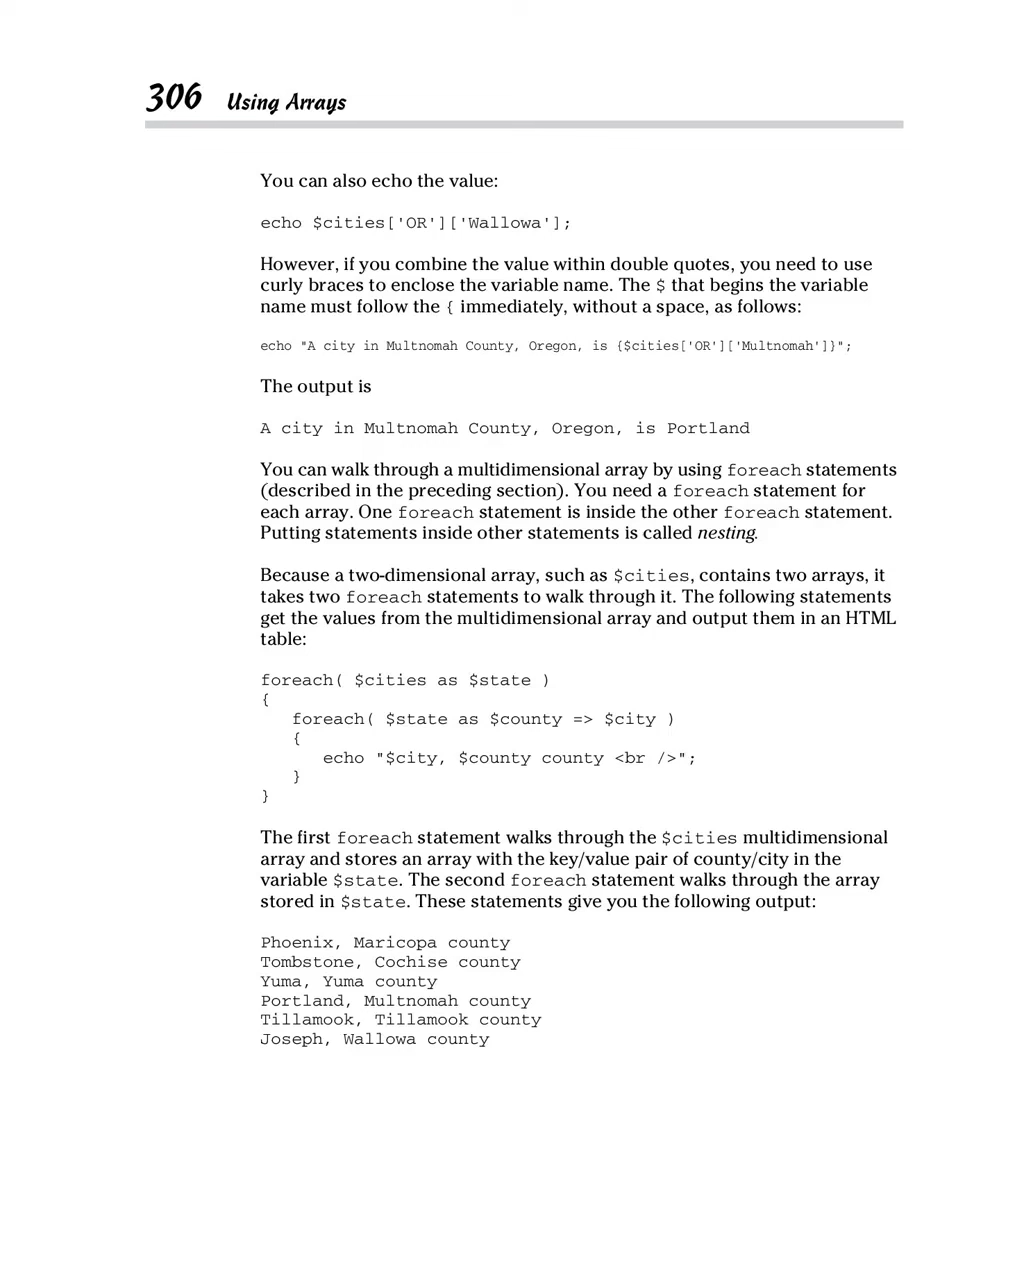 306 Using Arrays
You can also echo the value:
echo $cities['OR']['Wallowa'];
However, if you combine the value within double quotes, you need to use
curly braces to enclose the variable name. The $ that begins the variable
name must follow the { immediately, without a space, as follows:
echo "A city in Multnomah County, Oregon, is {$cities['OR']['Multnomah']}";
The output is
A city in Multnomah County, Oregon, is Portland
You can walk through a multidimensional array by using foreach statements
(described in the preceding section). You need a foreach statement for
each array. One foreach statement is inside the other foreach statement.
Putting statements inside other statements is called nesting.
Because a two-dimensional array, such as $cities, contains two arrays, it
takes two foreach statements to walk through it. The following statements
get the values from the multidimensional array and output them in an HTML
table:
foreach( $cities as $state )
{
   foreach( $state as $county => $city )
   {
      echo "$city, $county county <br />";
   }
}
The first foreach statement walks through the $cities multidimensional
array and stores an array with the key/value pair of county/city in the
variable $state. The second foreach statement walks through the array
stored in $state. These statements give you the following output:
Phoenix, Maricopa county
Tombstone, Cochise county
Yuma, Yuma county
Portland, Multnomah county
Tillamook, Tillamook county
Joseph, Wallowa county